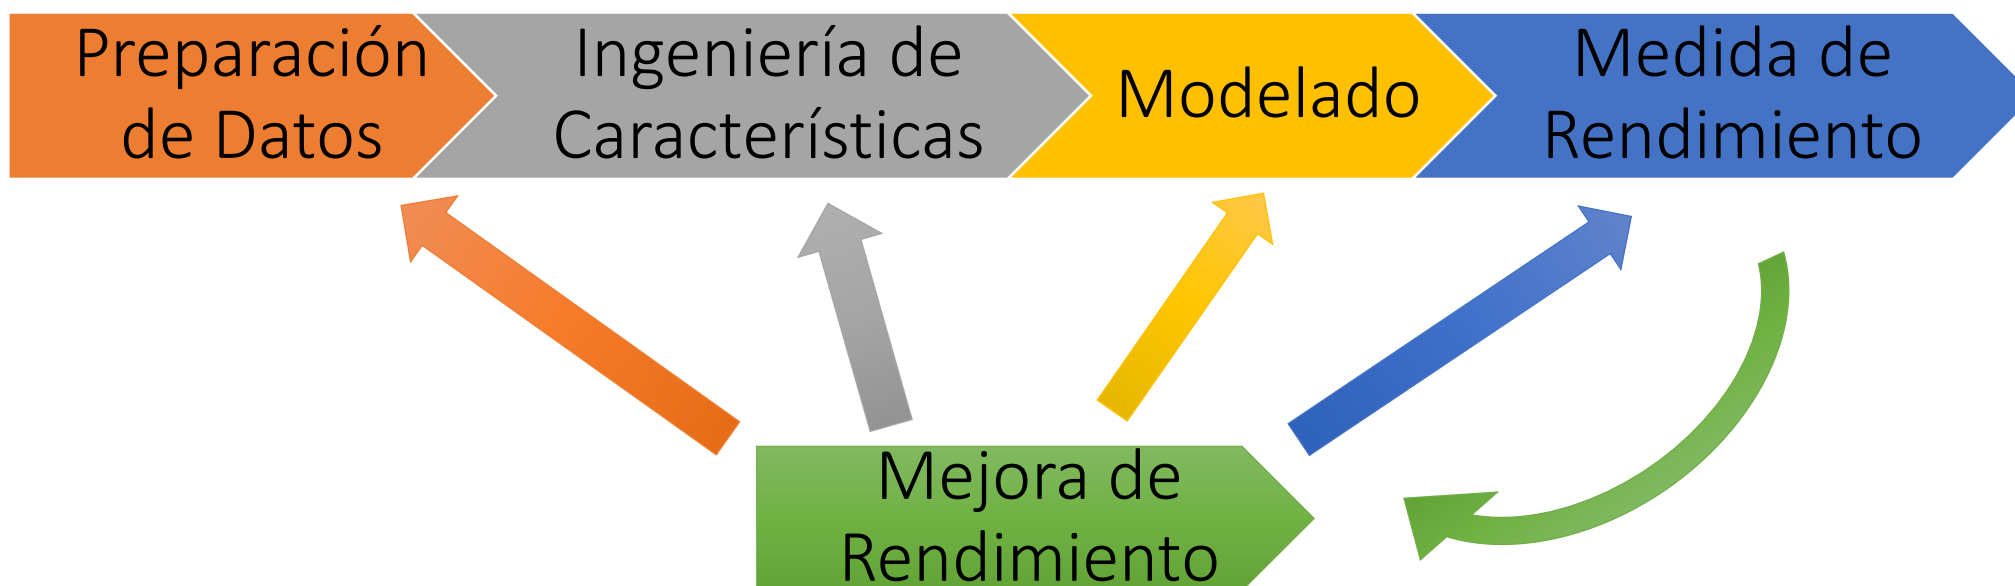 Preparación
de Datos
Ingeniería de
Características
Modelado
Medida de
Rendimiento
Mejora de
Rendimiento